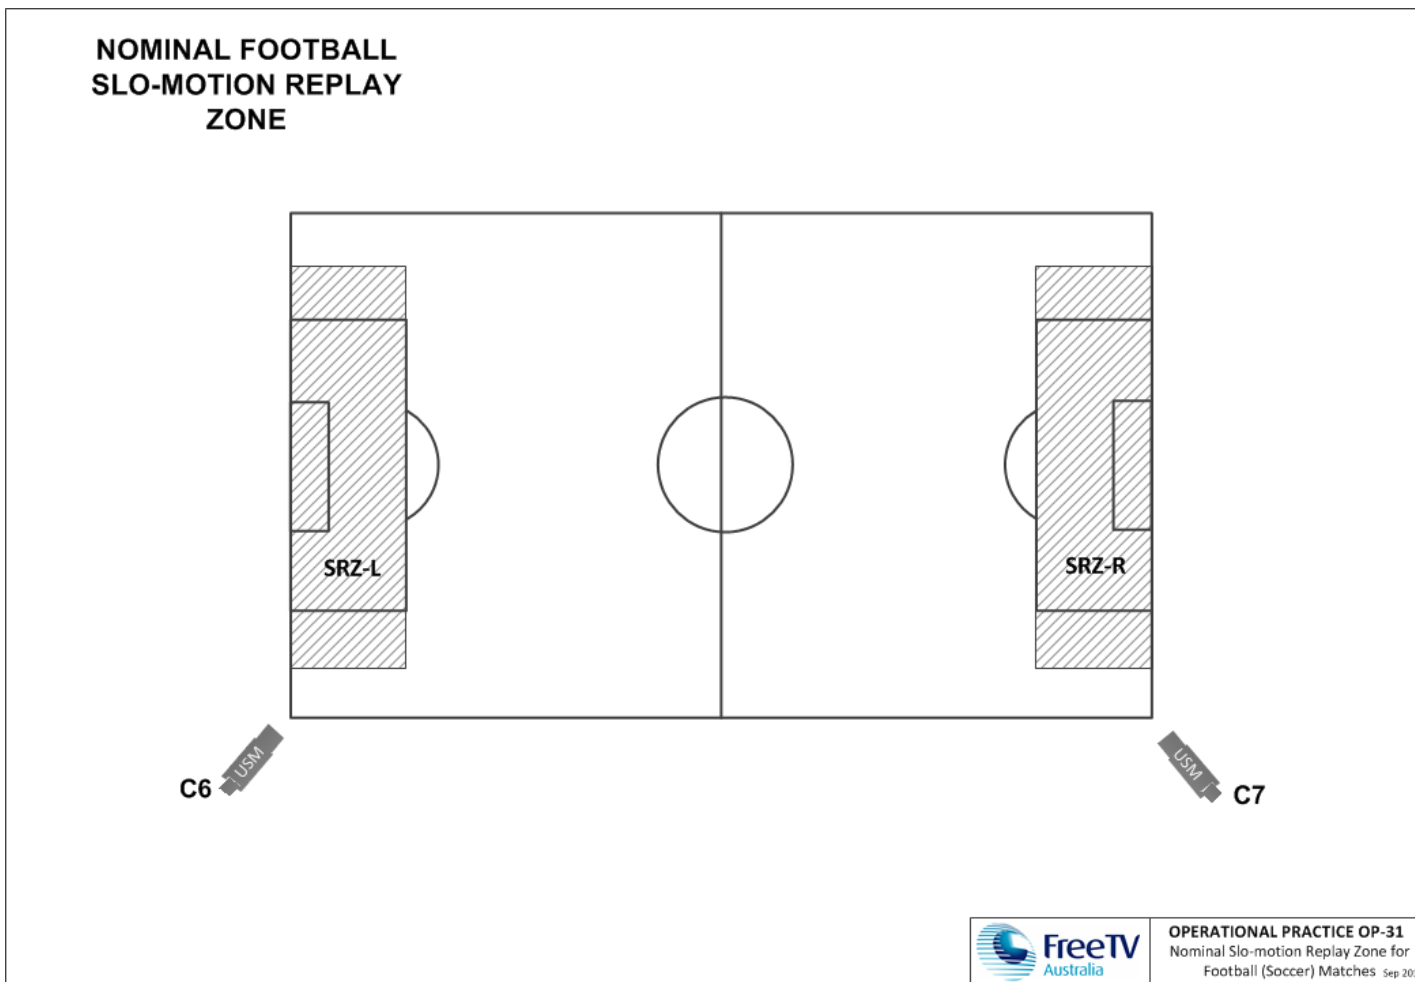 NOMINAL FOOTBALL
SLO-MOTION REPLAY
ZONE
SRZ-L
SRZ-R
USM
USM
C6
C7
FreeTV
Australia
OPERATIONAL PRACTICE OP-31
Nominal Slo-motion Replay Zone for
Football (Soccer) Matches Sep